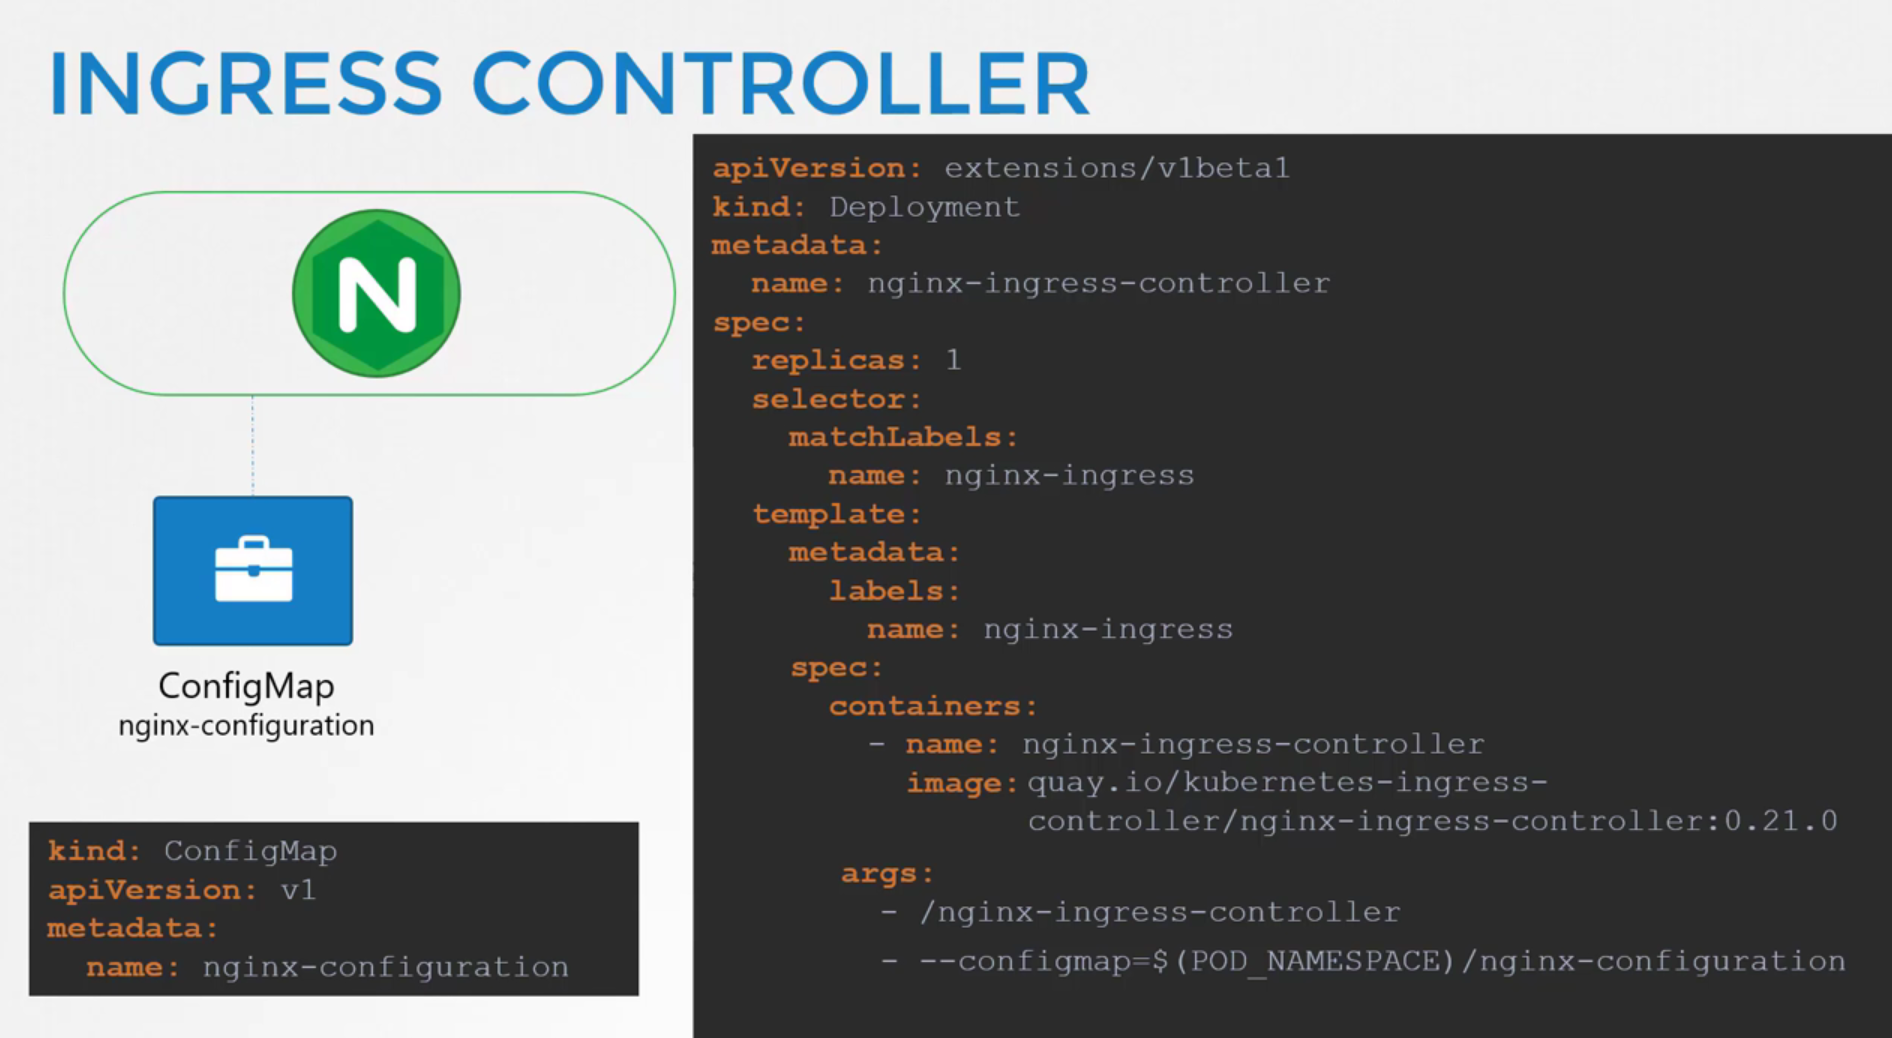 INGRESS CONTROLLER
N
ConfigMap
nginx-configuration
kind: ConfigMap
apiVersion: v1
metadata:
  name: nginx-configuration
apiVersion: extensions/v1beta1
kind: Deployment
metadata:
  name: nginx-ingress-controller
spec:
  replicas: 1
  selector:
    matchLabels:
      name: nginx-ingress
  template:
    metadata:
      labels:
        name: nginx-ingress
    spec:
      containers:
        - name: nginx-ingress-controller
          image: quay.io/kubernetes-ingress-
controller/nginx-ingress-controller:0.21.0
      args:
        - /nginx-ingress-controller
        - --configmap=$(POD_NAMESPACE)/nginx-configuration